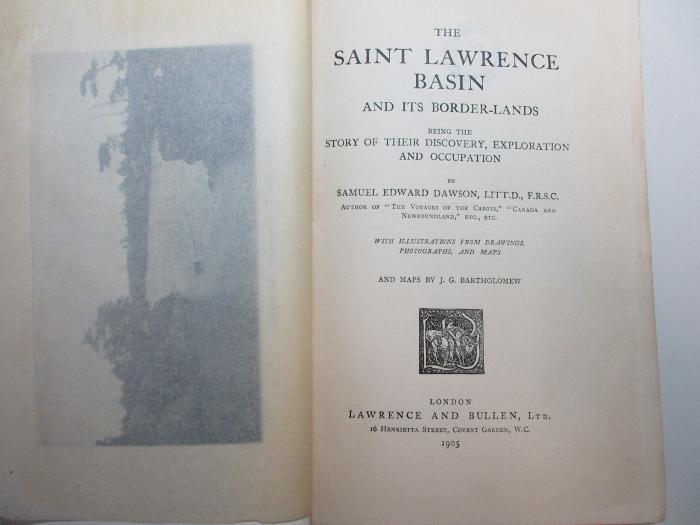 THE
SAINT LAWRENCE
BASIN
AND ITS BORDER-LANDS
BEING THE
STORY OF THEIR DISCOVERY, EXPLORATION
AND OCCUPATION
BY
SAMUEL EDWARD DAWSON, LITT.D., F.R.S.C.
AUTHOR OF "THE VOYAGES OF THE CABOTS," "CANADA AND
NEWFOUNDLAND," ETC., ETC.
WITH ILLUSTRATIONS FROM DRAWINGS,
PHOTOGRAPHS, AND MAPS
AND MAPS BY J. G. BARTHOLOMEW
LONDON
LAWRENCE AND BULLEN, LTD.
16 HENRIETTA STREET, COVENT GARDEN, W.C.
1905